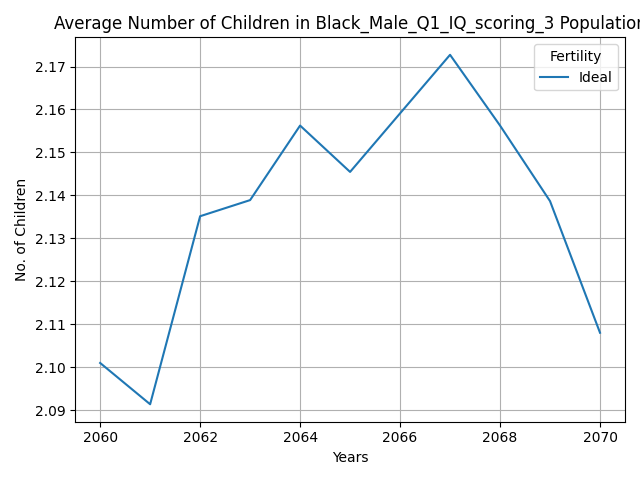 Average Number of Children in Black_Male_Q1_IQ_scoring_3 Population
Fertility
Ideal
2.17
2.16
2.15
2.14
2.13
2.12
2.11
2.10
2.09
No. of Children
2060 2062 2064 2066 2068 2070
Years